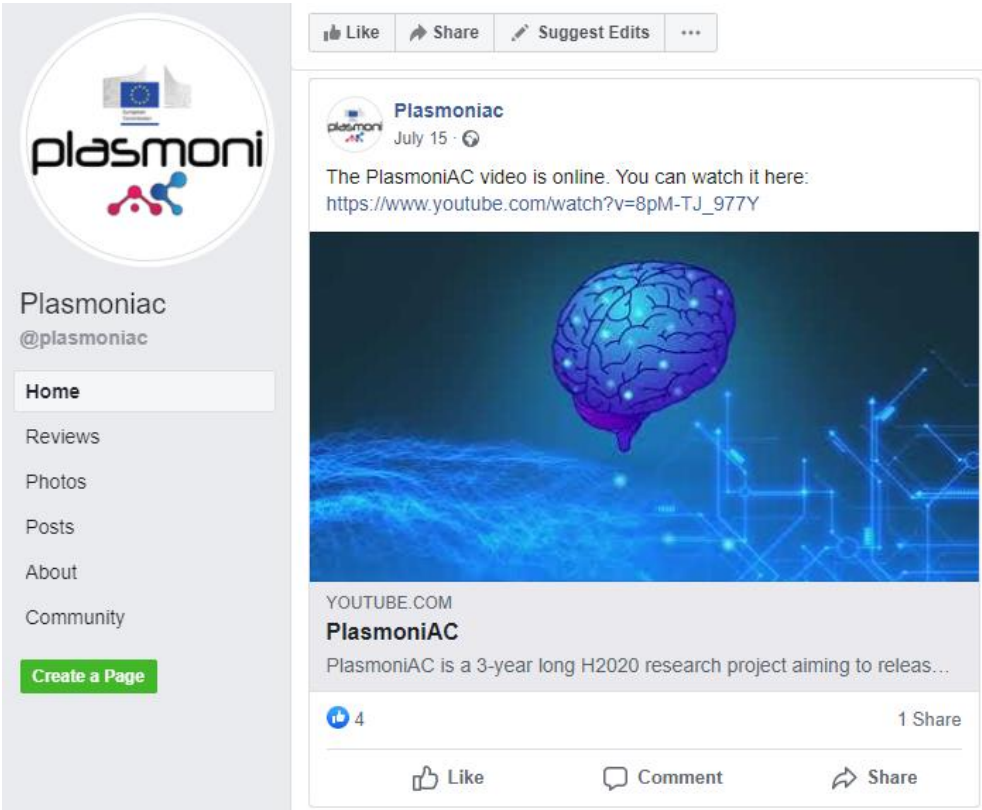 plasmoni
Plasmoniac
@plasmoniac
Home
Reviews
Photos
Posts
About
Community
Create a Page
Like Share Suggest Edits ...
plasmoni
Plasmoniac
July 15 ·
The PlasmoniAC video is online. You can watch it here:
https://www.youtube.com/watch?v=8pM-TJ_977Y
YOUTUBE.COM
PlasmoniAC
PlasmoniAC is a 3-year long H2020 research project aiming to releas...
4 1 Share
Like Comment Share